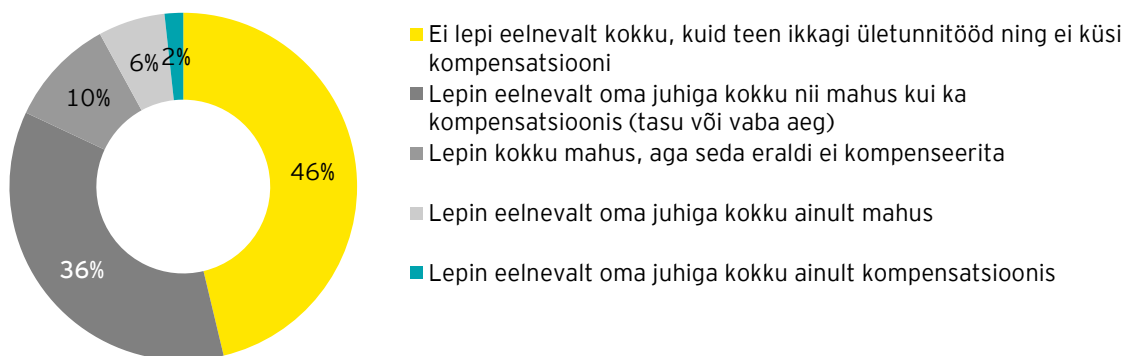 6%
2%
10%
46%
36%
Ei lepi eelnevalt kokku, kuid teen ikkagi ületunnitööd ning ei küsi
kompensatsiooni
Lepin eelnevalt oma juhiga kokku nii mahus kui ka
kompensatsioonis (tasu või vaba aeg)
Lepin kokku mahus, aga seda eraldi ei kompenseerita
Lepin eelnevalt oma juhiga kokku ainult mahus
Lepin eelnevalt oma juhiga kokku ainult kompensatsioonis